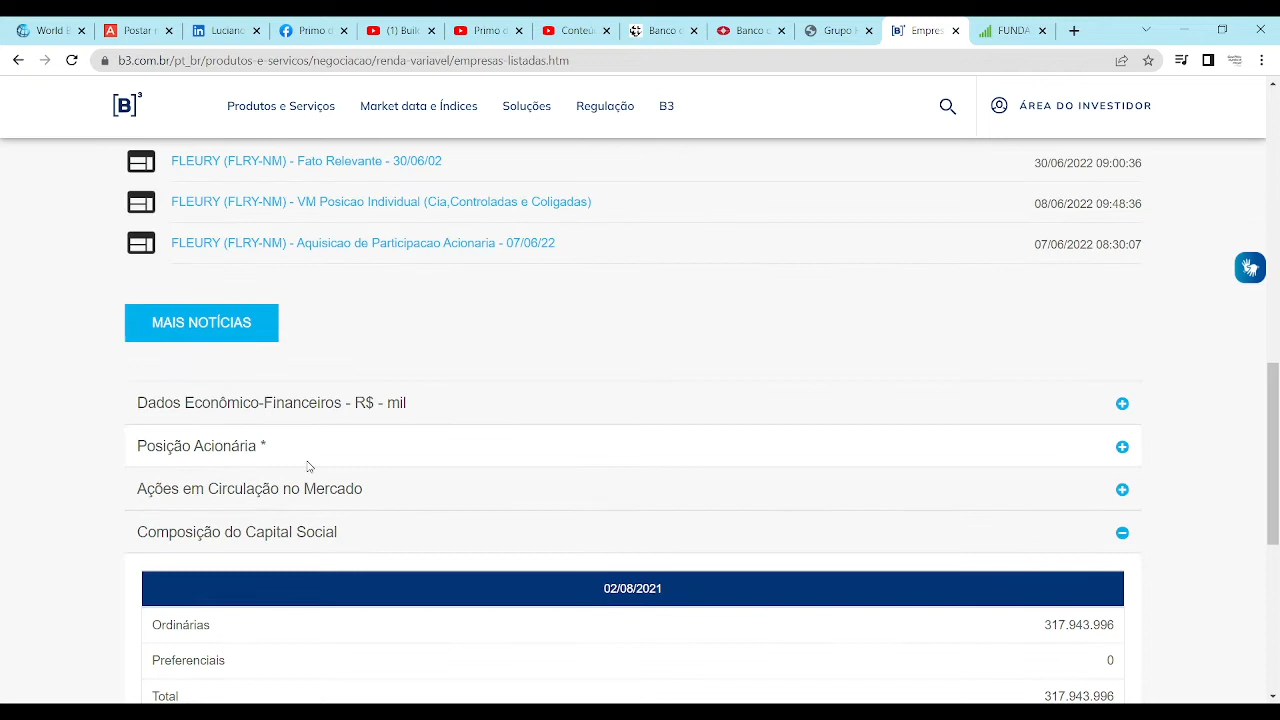 World E
Postar r
Luciano
Primo d
(1) Buil
Primo d
Conteú
Banco c
Banco c
Grupo F
Empres
FUNDA
b3.com.br/pt_br/produtos-e-servicos/negociacao/renda-variavel/empresas-listadas.htm
[B]³
Produtos e Serviços
Market data e Índices
Soluções
Regulação
B3
ÁREA DO INVESTIDOR
FLEURY (FLRY-NM) - Fato Relevante - 30/06/02 30/06/2022 09:00:36
FLEURY (FLRY-NM) - VM Posicao Individual (Cia,Controladas e Coligadas) 08/06/2022 09:48:36
FLEURY (FLRY-NM) - Aquisicao de Participacao Acionaria - 07/06/22 07/06/2022 08:30:07
MAIS NOTÍCIAS
Dados Econômico-Financeiros - R$ - mil
Posição Acionária *
Ações em Circulação no Mercado
Composição do Capital Social
02/08/2021
Ordinárias 317.943.996
Preferenciais 0
Total 317.943.996